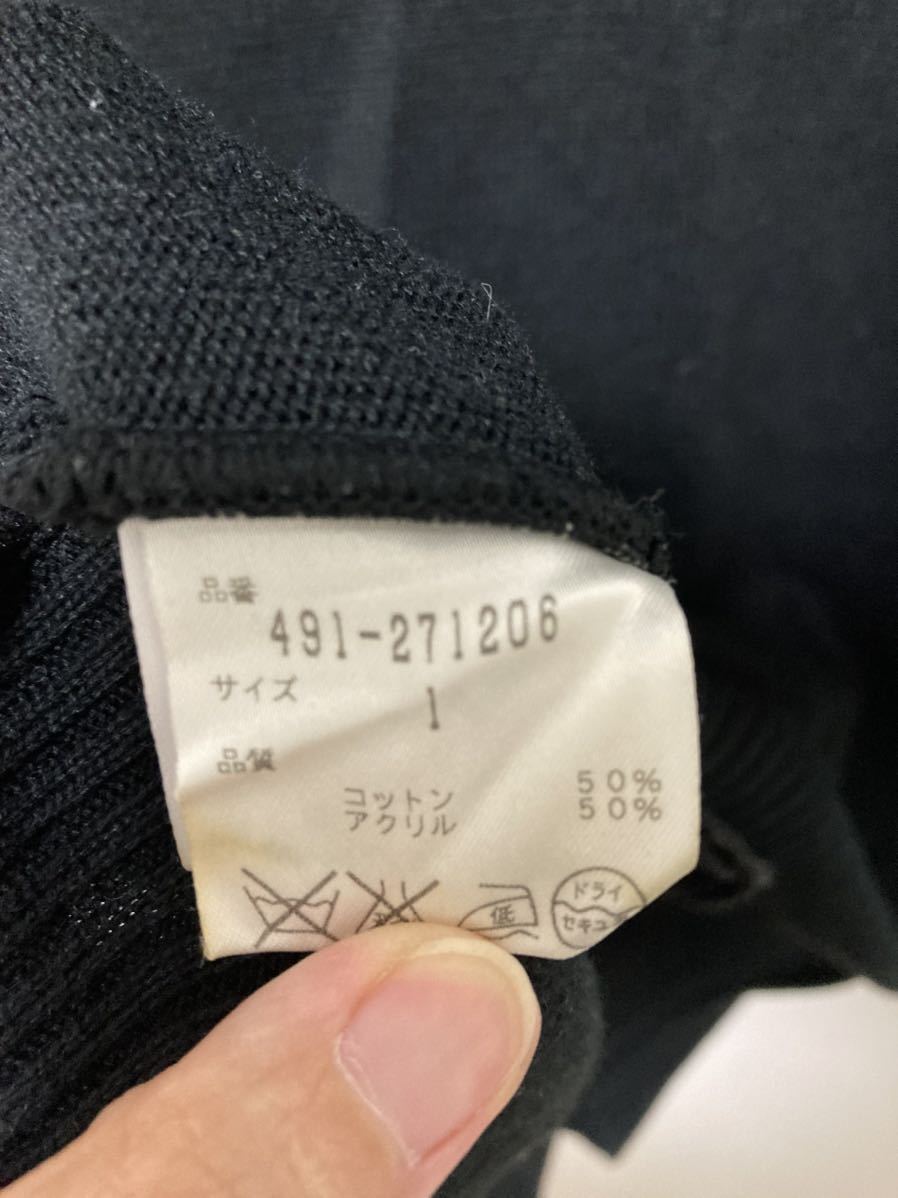 品番
491-271206
サイズ
1
品質
コットン 50%
アクリル 50%
低
ドライ
セキユ